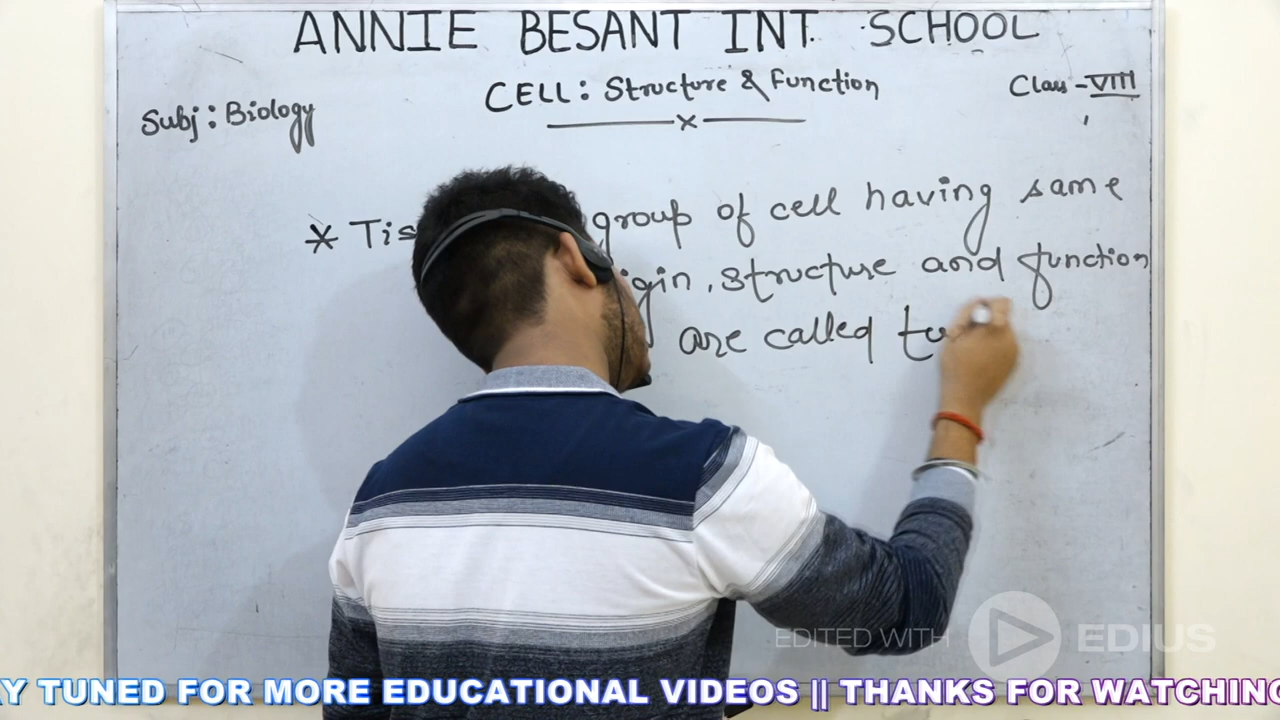 ANNIE BESANT INT. SCHOOL
CELL: Structure & Function
Class - VIII
Subj: Biology
* Tis group of cell having same
gin, structure and function
are called
EDITED WITH EDIUS
Y TUNED FOR MORE EDUCATIONAL VIDEOS || THANKS FOR WATCHING